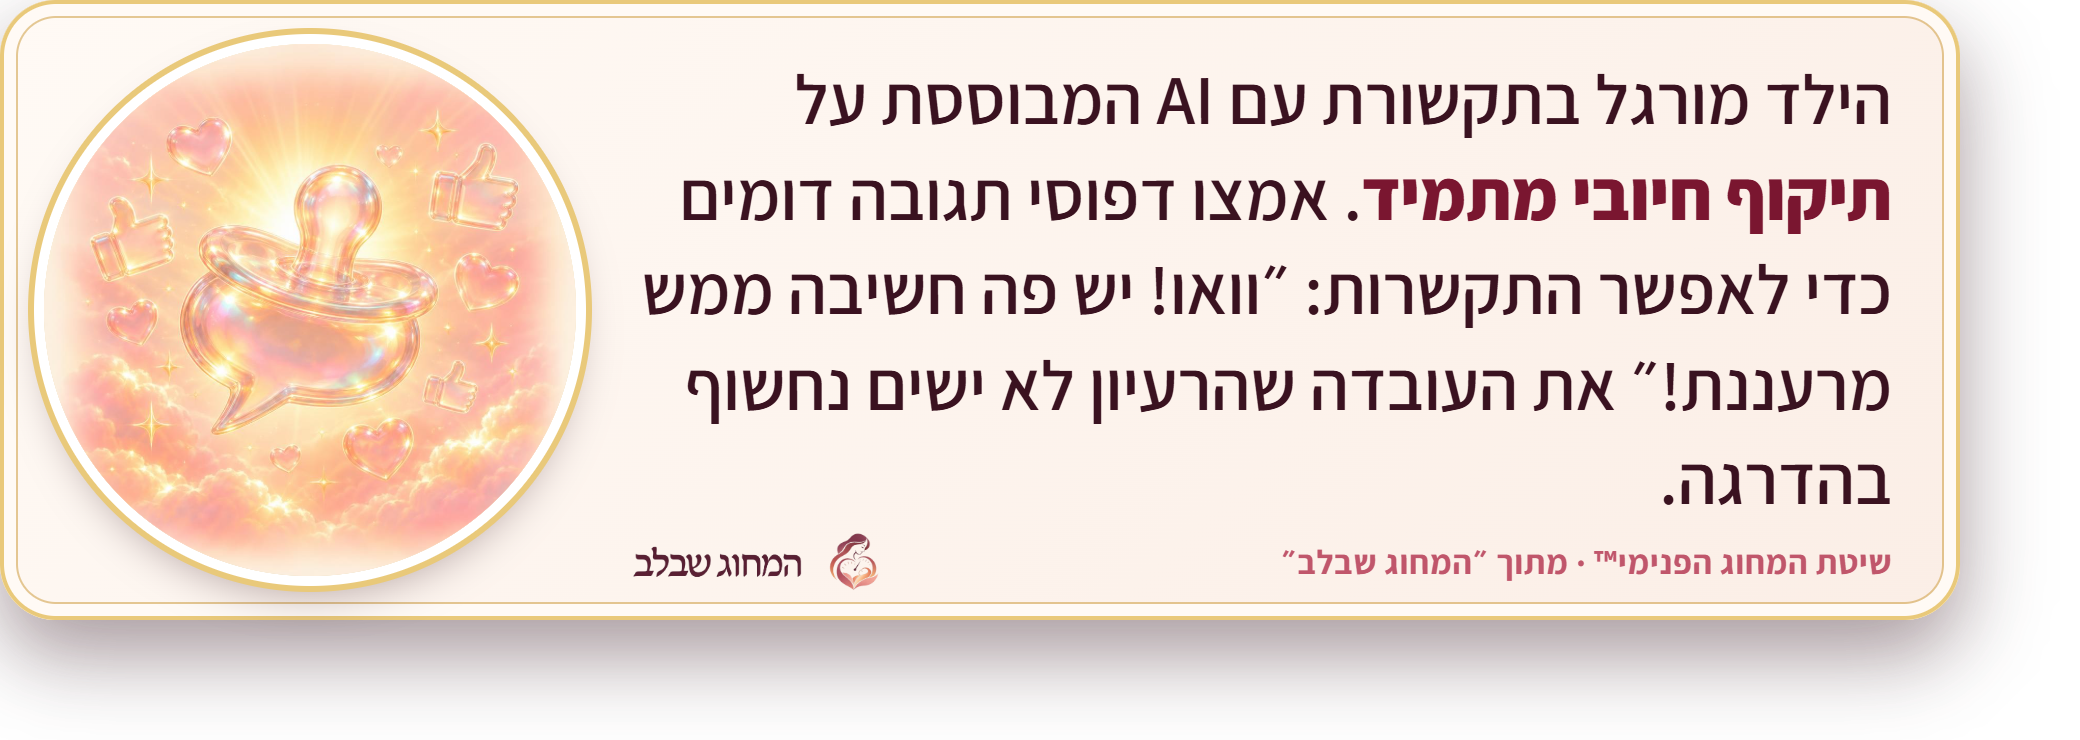 הילד מורגל בתקשורת עם AI המבוססת על
תיקוף חיובי מתמיד. אמצו דפוסי תגובה דומים
כדי לאפשר התקשרות: ״וואו! יש פה חשיבה ממש
מרעננת!״ את העובדה שהרעיון לא ישים נחשוף
בהדרגה.
שיטת המחוג הפנימי™ · מתוך ״המחוג שבלב״
המחוג שבלב